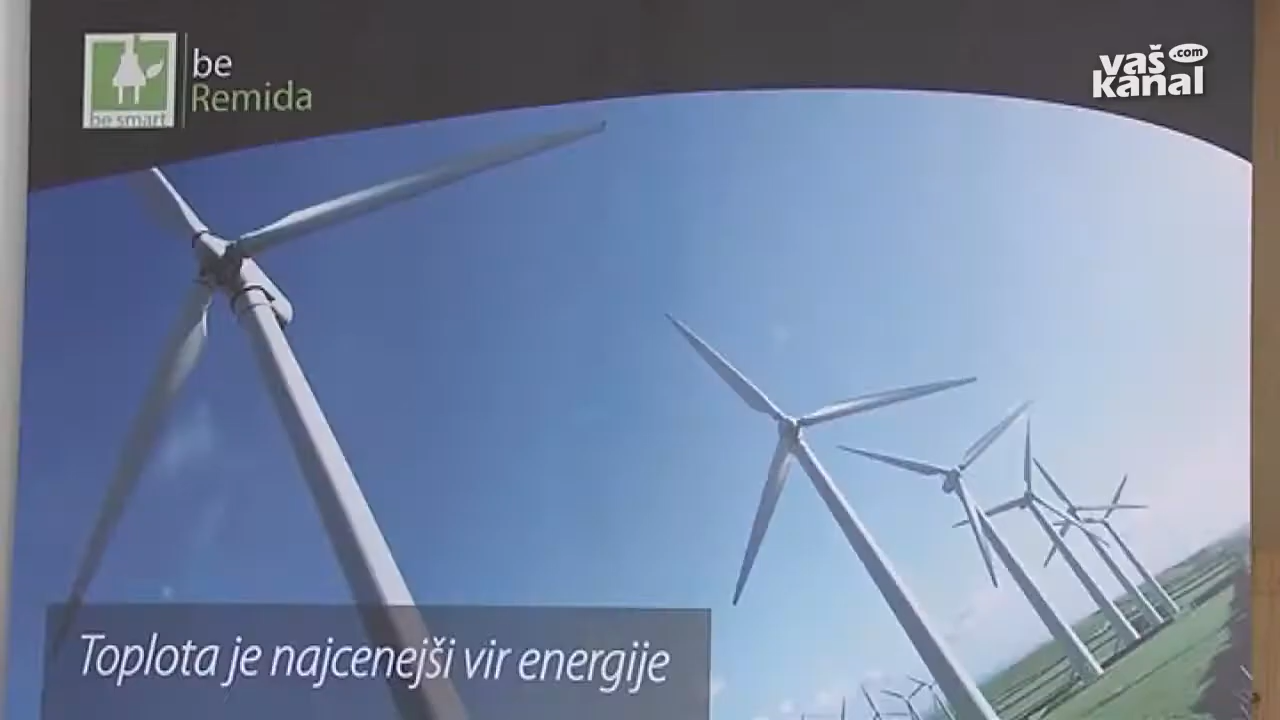 be
Remida
be smart
vaš
.com
kanal
Toplota je najcenejši vir energije